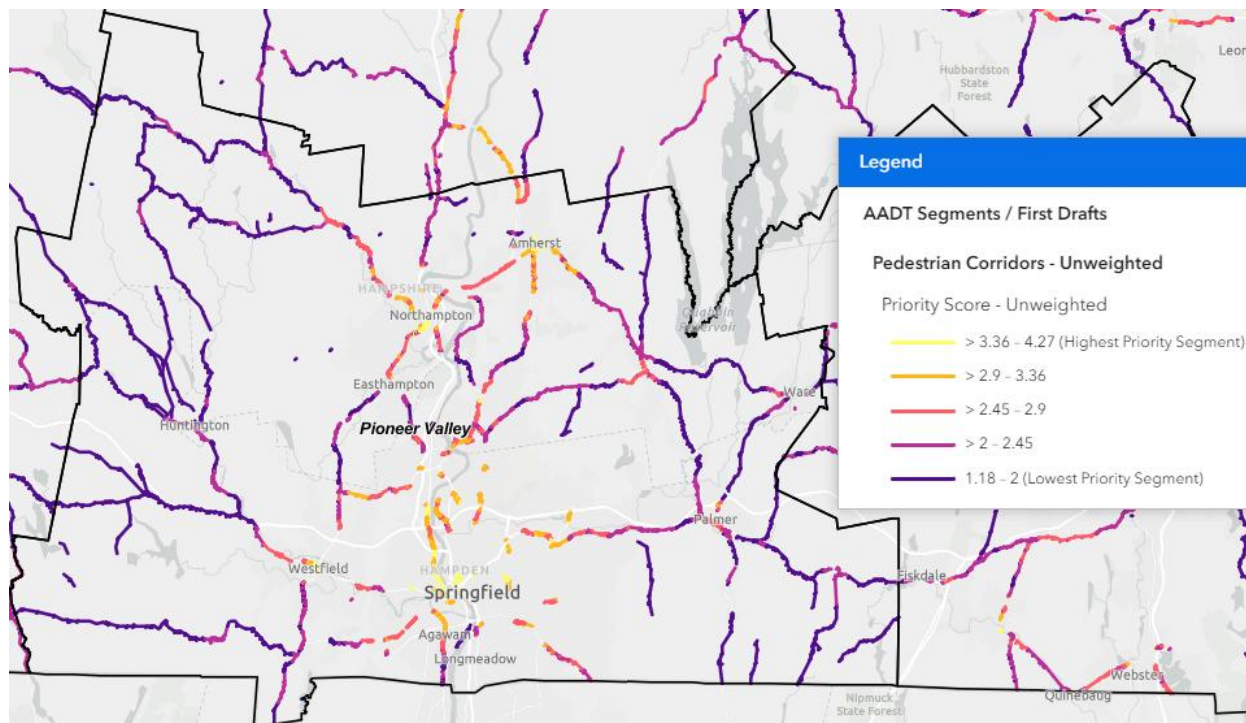 Hubbardston
State
Forest
Leor
Legend
AADT Segments / First Drafts
Pedestrian Corridors - Unweighted
Priority Score - Unweighted
> 3.36 - 4.27 (Highest Priority Segment)
> 2.9 - 3.36
> 2.45 - 2.9
> 2 - 2.45
1.18 - 2 (Lowest Priority Segment)
Amherst
HAMPSHIRE
Northampton
Quabbin
Reservoir
Easthampton
Ware
Huntington
Pioneer Valley
Palmer
Westfield
HAMPDEN
Springfield
Fiskdale
Agawam
Longmeadow
Webster
Quinebaug
Nipmuck
State Forest